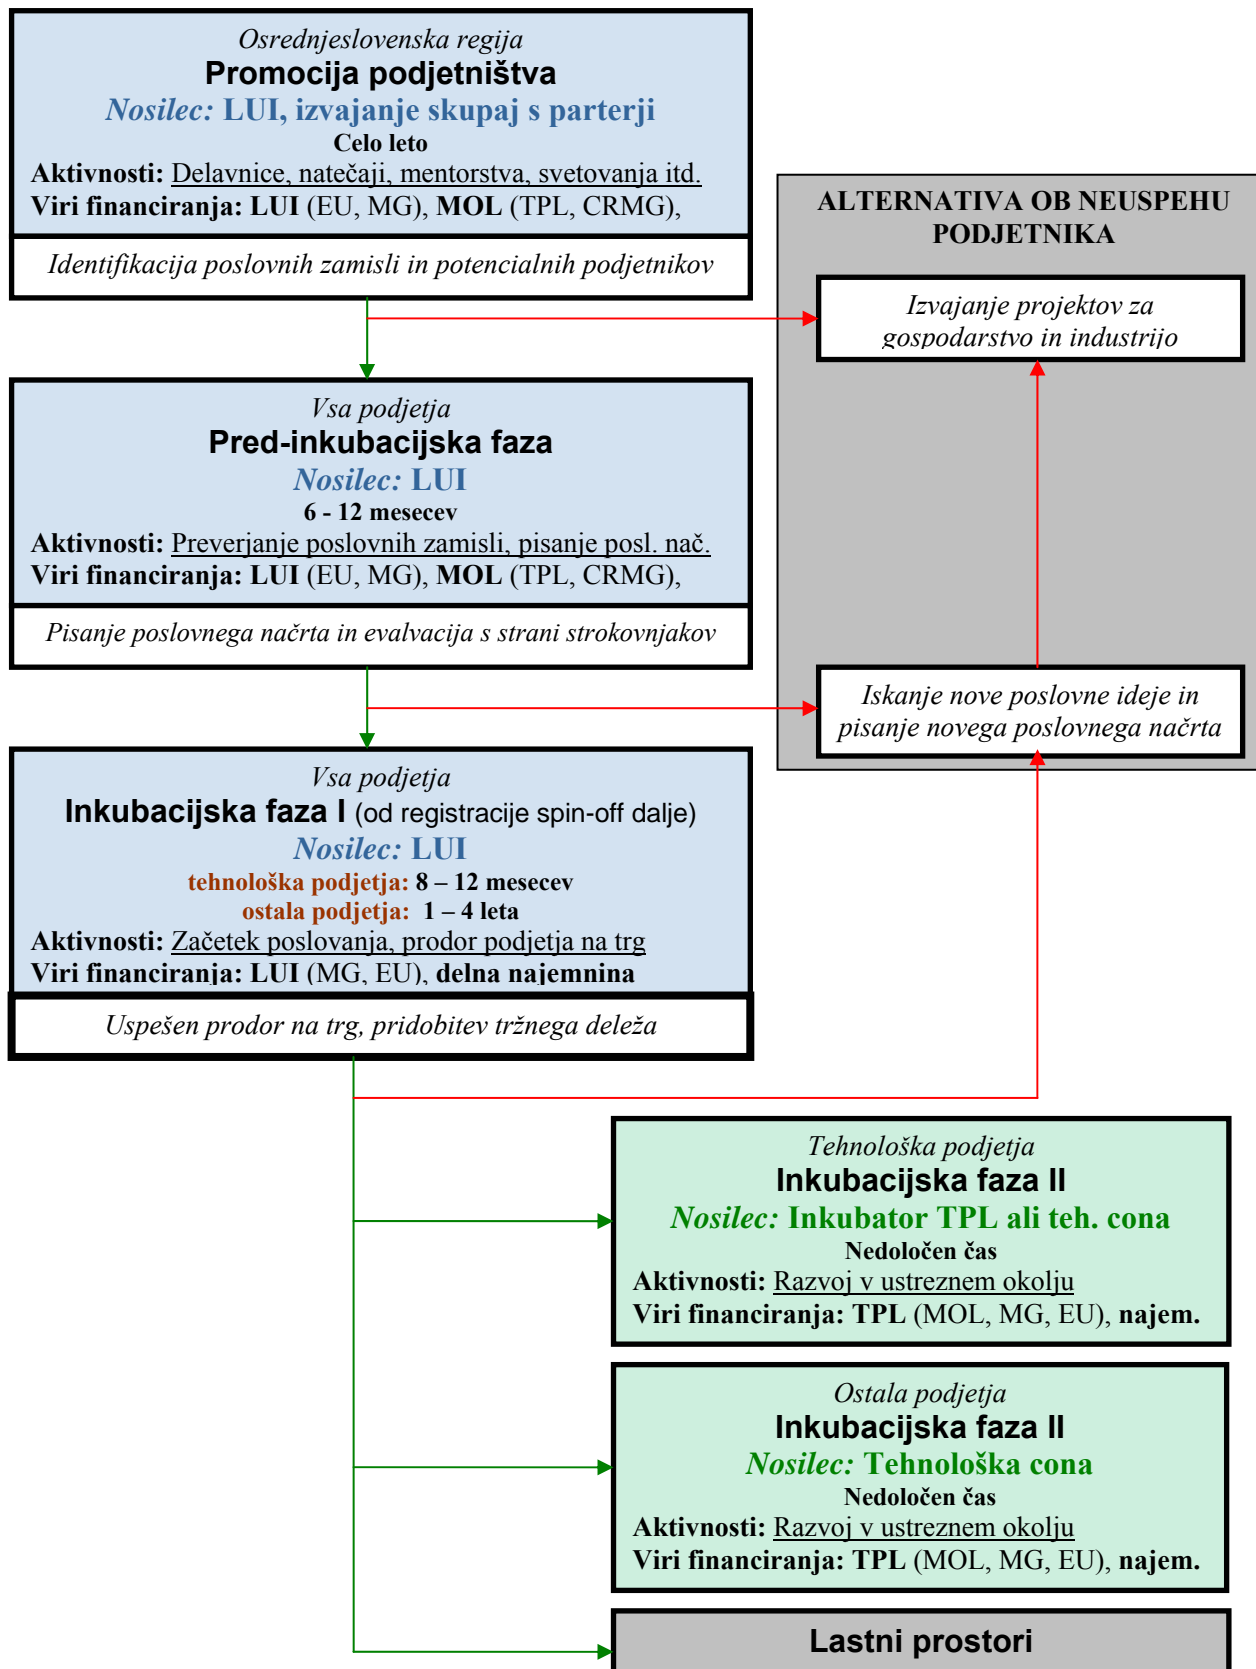 Osrednjeslovenska regija
Promocija podjetništva
Nosilec: LUI, izvajanje skupaj s parterji
Celo leto
Aktivnosti: Delavnice, natečaji, mentorstva, svetovanja itd.
Viri financiranja: LUI (EU, MG), MOL (TPL, CRMG),
Identifikacija poslovnih zamisli in potencialnih podjetnikov
ALTERNATIVA OB NEUSPEHU
PODJETNIKA
Izvajanje projektov za
gospodarstvo in industrijo
Vsa podjetja
Pred-inkubacijska faza
Nosilec: LUI
6 - 12 mesecev
Aktivnosti: Preverjanje poslovnih zamisli, pisanje posl. nač.
Viri financiranja: LUI (EU, MG), MOL (TPL, CRMG),
Pisanje poslovnega načrta in evalvacija s strani strokovnjakov
Iskanje nove poslovne ideje in
pisanje novega poslovnega načrta
Vsa podjetja
Inkubacijska faza I (od registracije spin-off dalje)
Nosilec: LUI
tehnološka podjetja: 8 – 12 mesecev
ostala podjetja: 1 – 4 leta
Aktivnosti: Začetek poslovanja, prodor podjetja na trg
Viri financiranja: LUI (MG, EU), delna najemnina
Uspešen prodor na trg, pridobitev tržnega deleža
Tehnološka podjetja
Inkubacijska faza II
Nosilec: Inkubator TPL ali teh. cona
Nedoločen čas
Aktivnosti: Razvoj v ustreznem okolju
Viri financiranja: TPL (MOL, MG, EU), najem.
Ostala podjetja
Inkubacijska faza II
Nosilec: Tehnološka cona
Nedoločen čas
Aktivnosti: Razvoj v ustreznem okolju
Viri financiranja: TPL (MOL, MG, EU), najem.
Lastni prostori